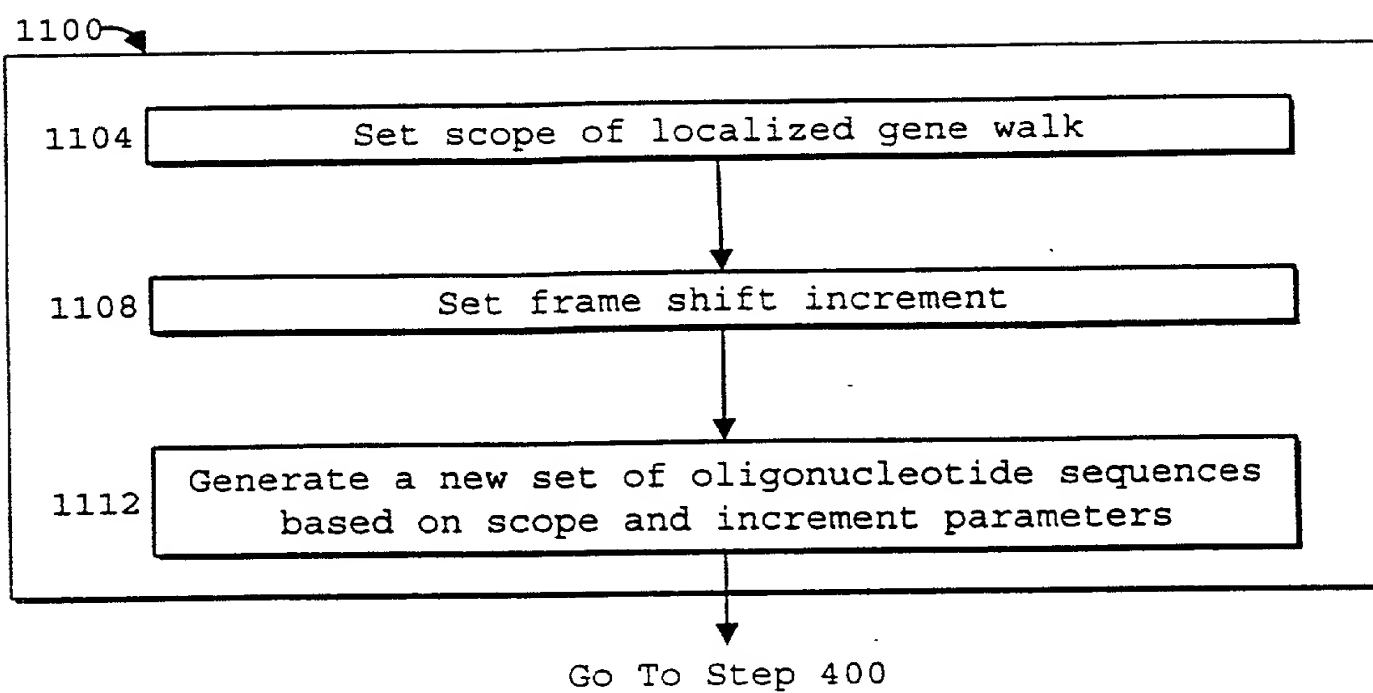 1100
1104
Set scope of localized gene walk
1108
Set frame shift increment
1112
Generate a new set of oligonucleotide sequences
based on scope and increment parameters
Go To Step 400